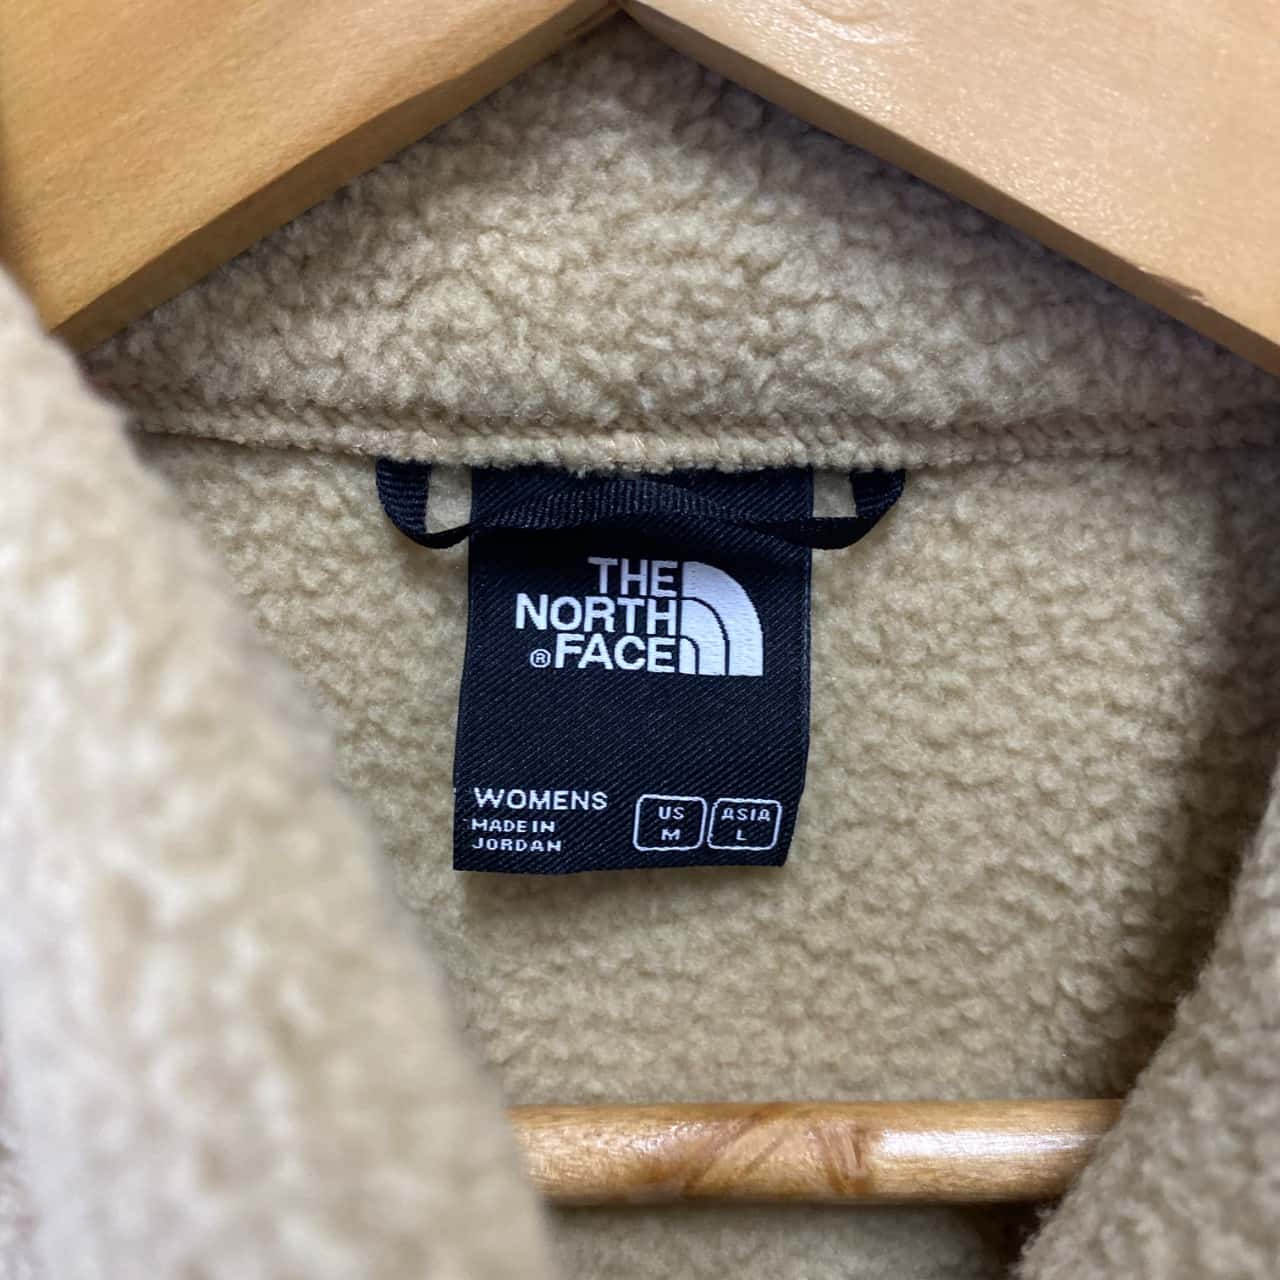 THE
NORTH
® FACE
WOMENS
MADE IN
JORDAN
US
M
ASIA
L